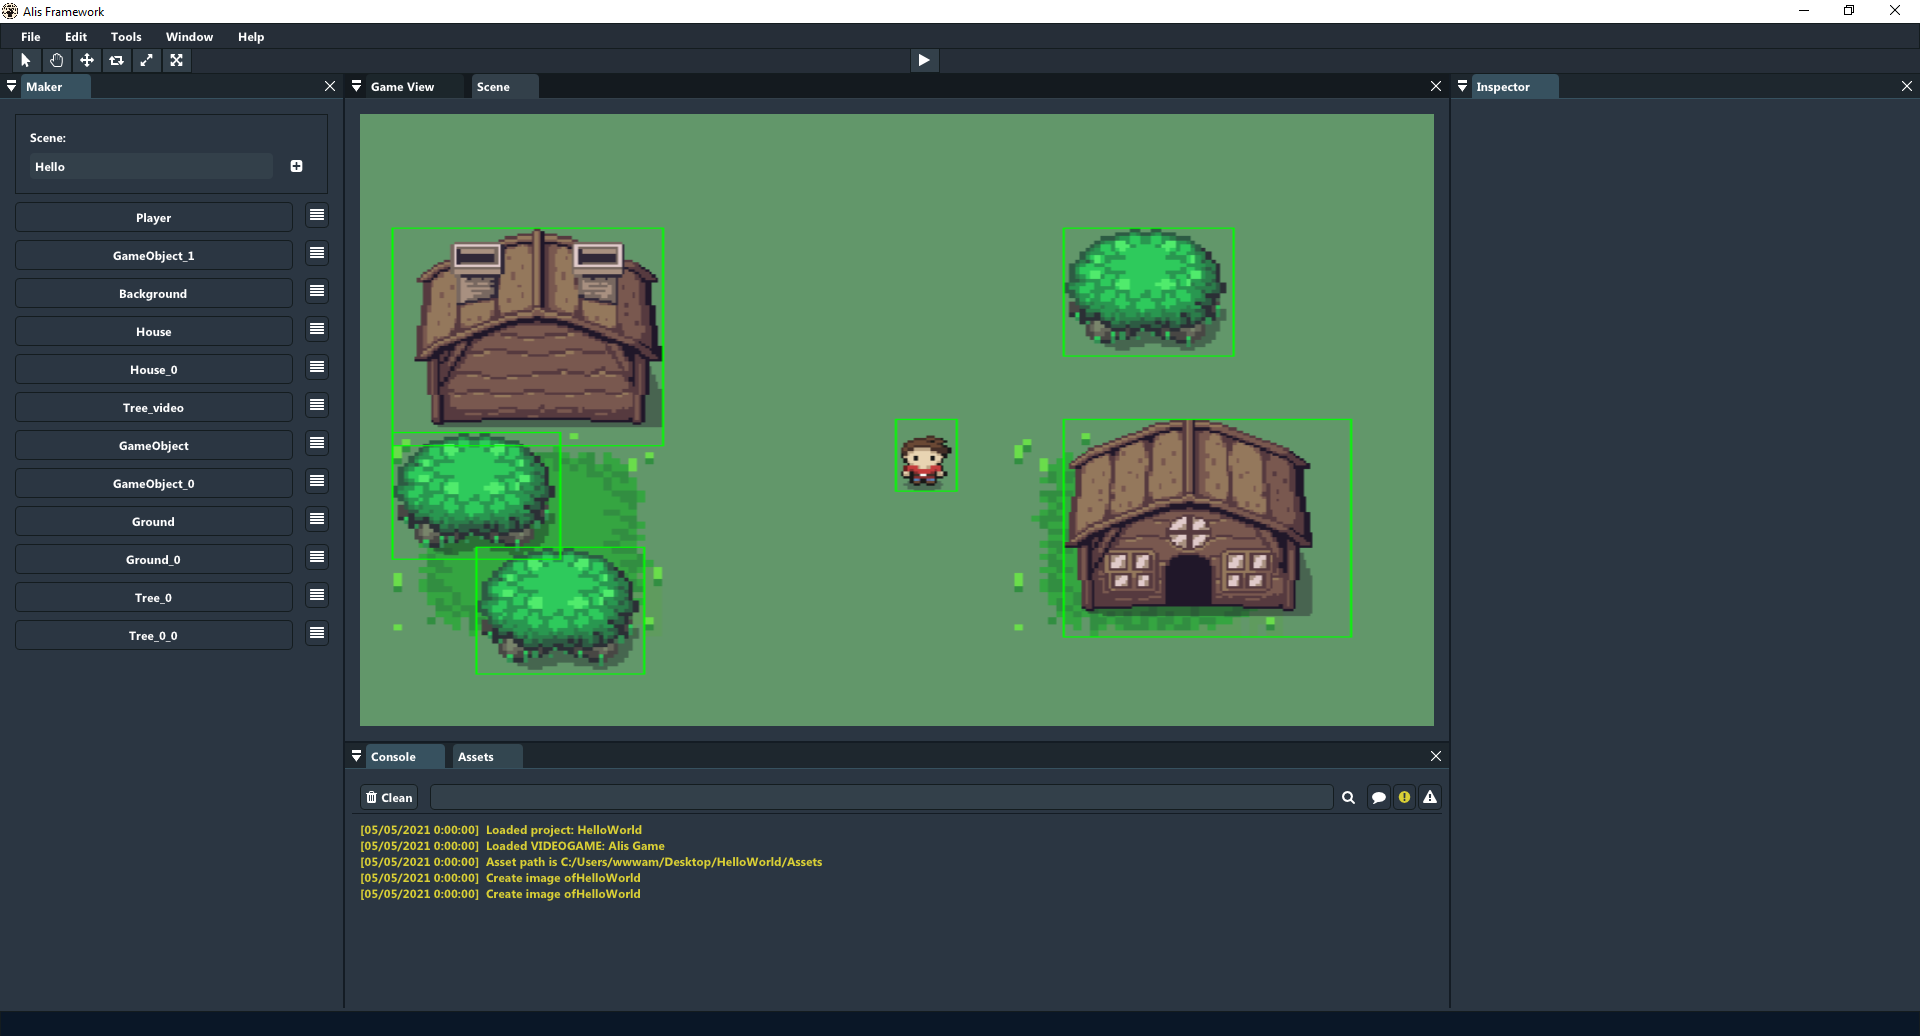 Alis Framework
File Edit Tools Window Help
Maker
Game View Scene
Inspector
Scene:
Hello
Player
GameObject_1
Background
House
House_0
Tree_video
GameObject
GameObject_0
Ground
Ground_0
Tree_0
Tree_0_0
Console Assets
Clean
[05/05/2021 0:00:00] Loaded project: HelloWorld
[05/05/2021 0:00:00] Loaded VIDEOGAME: Alis Game
[05/05/2021 0:00:00] Asset path is C:/Users/wwwam/Desktop/HelloWorld/Assets
[05/05/2021 0:00:00] Create image ofHelloWorld
[05/05/2021 0:00:00] Create image ofHelloWorld